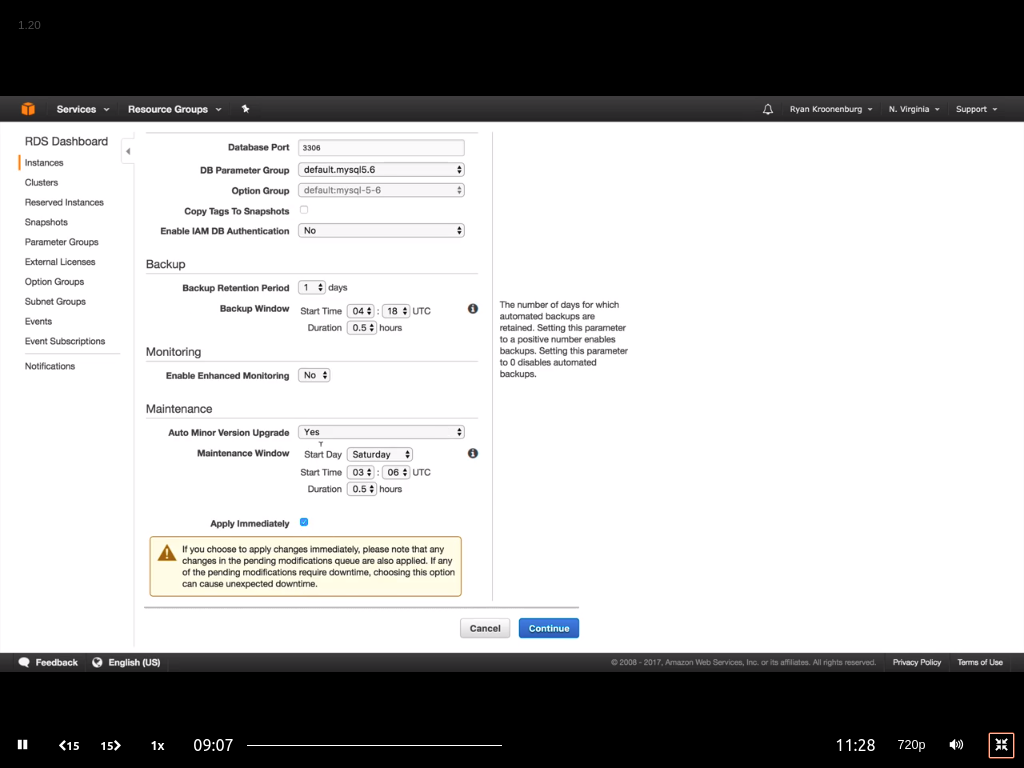 1.20
Services Resource Groups Ryan Kroonenburg N. Virginia Support
RDS Dashboard
Instances
Clusters
Reserved Instances
Snapshots
Parameter Groups
External Licenses
Option Groups
Subnet Groups
Events
Event Subscriptions
Notifications
Database Port 3306
DB Parameter Group default.mysql5.6
Option Group default:mysql-5-6
Copy Tags To Snapshots
Enable IAM DB Authentication No
Backup
Backup Retention Period 1 days
Backup Window Start Time 04 : 18 UTC
Duration 0.5 hours
Monitoring
Enable Enhanced Monitoring No
Maintenance
Auto Minor Version Upgrade Yes
Maintenance Window Start Day Saturday
Start Time 03 : 06 UTC
Duration 0.5 hours
Apply Immediately
If you choose to apply changes immediately, please note that any
changes in the pending modifications queue are also applied. If any
of the pending modifications require downtime, choosing this option
can cause unexpected downtime.
Cancel Continue
The number of days for which
automated backups are
retained. Setting this parameter
to a positive number enables
backups. Setting this parameter
to 0 disables automated
backups.
Feedback English (US) © 2008 - 2017, Amazon Web Services, Inc. or its affiliates. All rights reserved. Privacy Policy Terms of Use
15 15 1x 09:07 11:28 720p